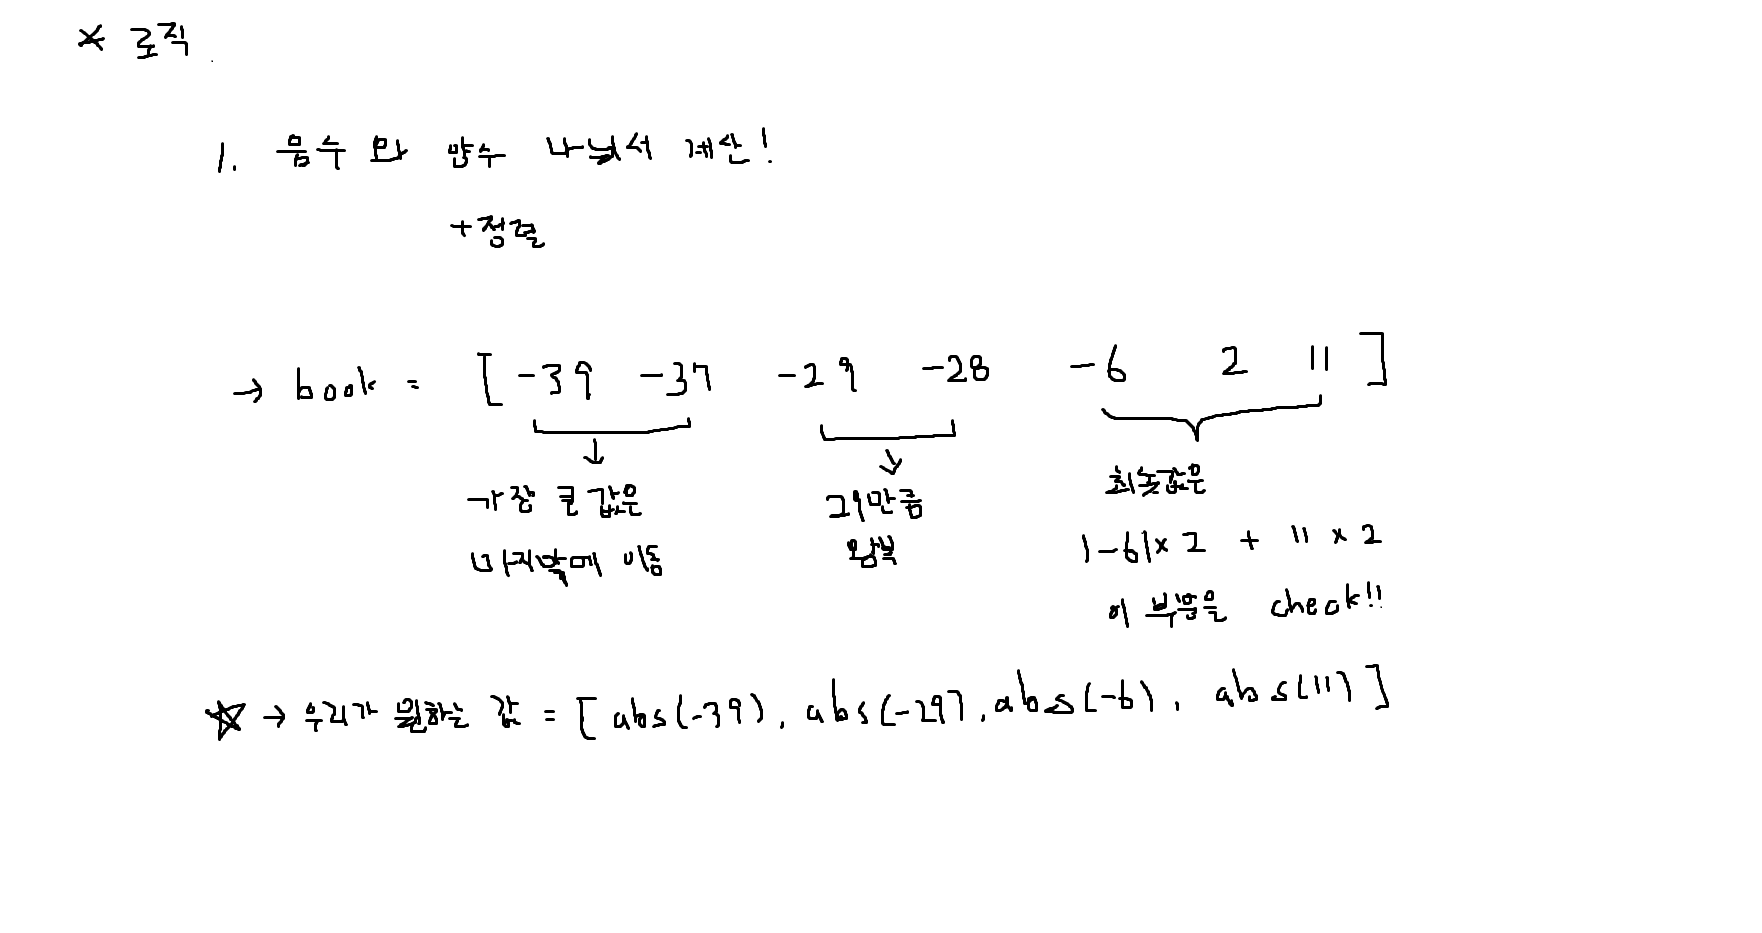 * 로직
1. 음수 와 양수 나눠서 계산!
+정렬
→ book = [ -39 -37 -29 -28 -6 2 11 ]
↓ ↓
가장 큰 값은 그만큼 최솟값은
마지막에 이동 왕복 |-6|x2 + 11 x 2
이 부분을 check!!
☆ → 우리가 원하는 값 = [ abs(-39), abs(-29), abs(-6), abs(11) ]